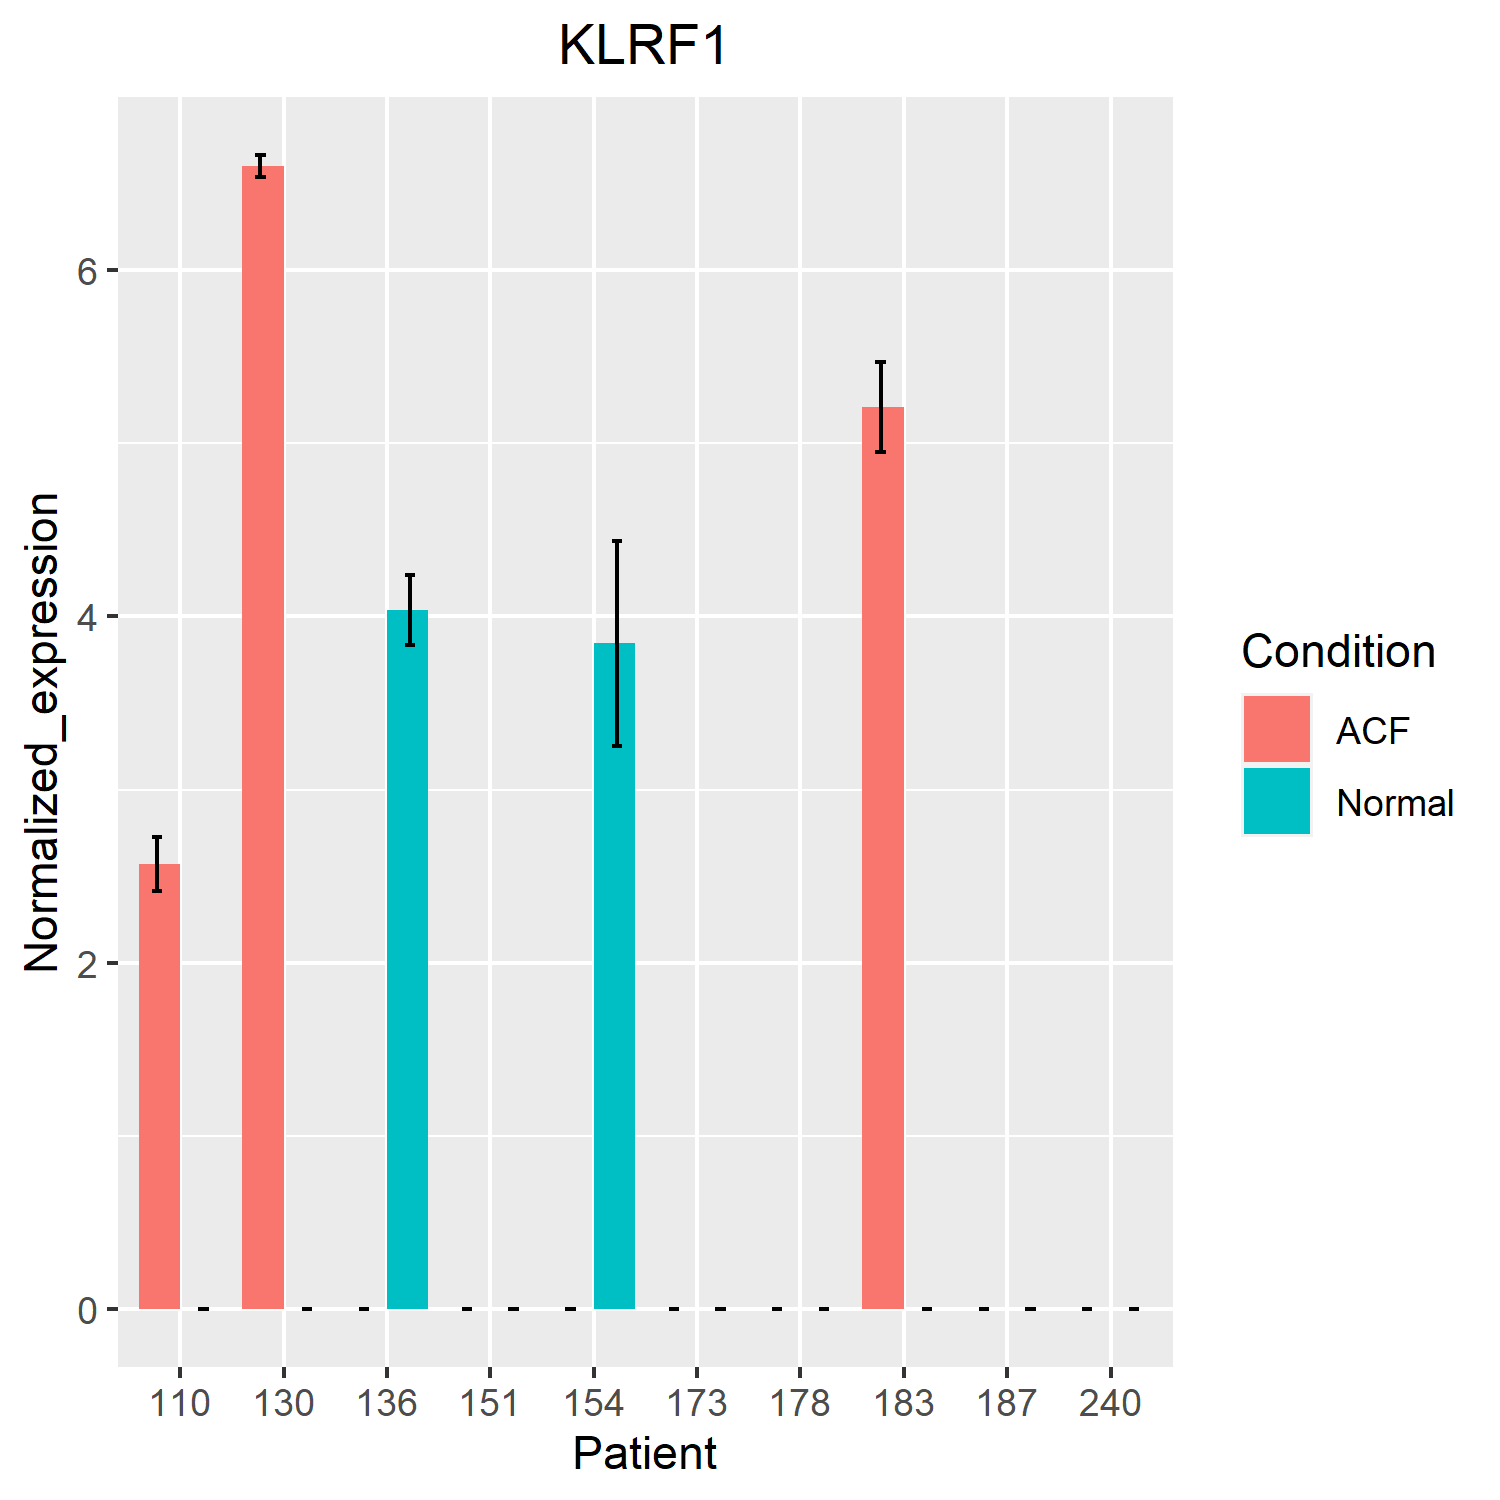 KLRF1
Normalized_expression
6
4
2
0
110 130 136 151 154 173 178 183 187 240
Patient
Condition
ACF
Normal